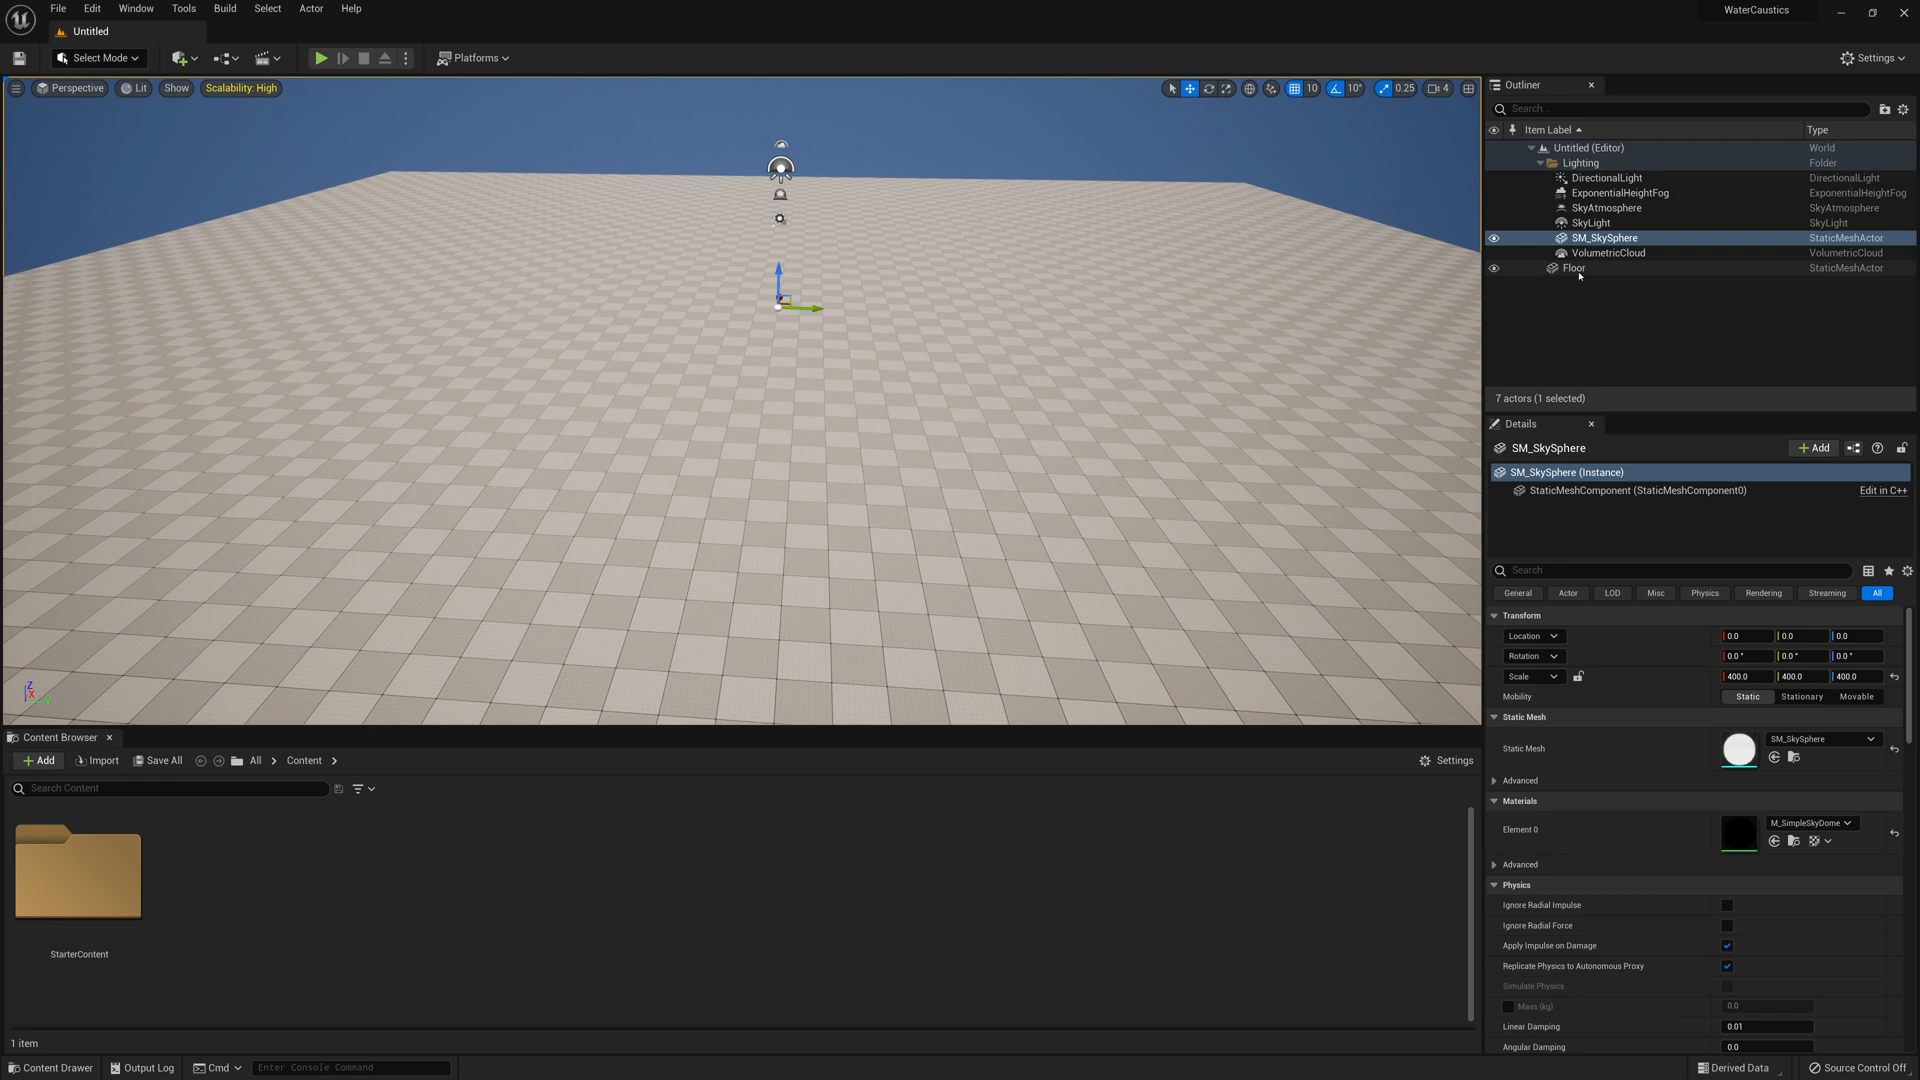 File Edit Window Tools Build Select Actor Help
WaterCaustics
Untitled
Select Mode
Platforms
Settings
Perspective
Lit
Show
Scalability: High
10
10°
0.25
4
Outliner
Search...
Item Label
Type
Untitled (Editor)
World
Lighting
Folder
DirectionalLight
DirectionalLight
ExponentialHeightFog
ExponentialHeightFog
SkyAtmosphere
SkyAtmosphere
SkyLight
SkyLight
SM_SkySphere
StaticMeshActor
VolumetricCloud
VolumetricCloud
Floor
StaticMeshActor
7 actors (1 selected)
Details
SM_SkySphere
Add
SM_SkySphere (Instance)
StaticMeshComponent (StaticMeshComponent0)
Edit in C++
Search
General
Actor
LOD
Misc
Physics
Rendering
Streaming
All
Transform
Location
0.0
0.0
0.0
Rotation
0.0 °
0.0 °
0.0 °
Scale
400.0
400.0
400.0
Mobility
Static
Stationary
Movable
Static Mesh
Static Mesh
SM_SkySphere
Advanced
Materials
Element 0
M_SimpleSkyDome
Advanced
Physics
Ignore Radial Impulse
Ignore Radial Force
Apply Impulse on Damage
Replicate Physics to Autonomous Proxy
Simulate Physics
Mass (kg)
0.0
Linear Damping
0.01
Angular Damping
0.0
Z
X
Y
Content Browser
Add
Import
Save All
All
Content
Settings
Search Content
StarterContent
1 item
Content Drawer
Output Log
Cmd
Enter Console Command
Derived Data
Source Control Off